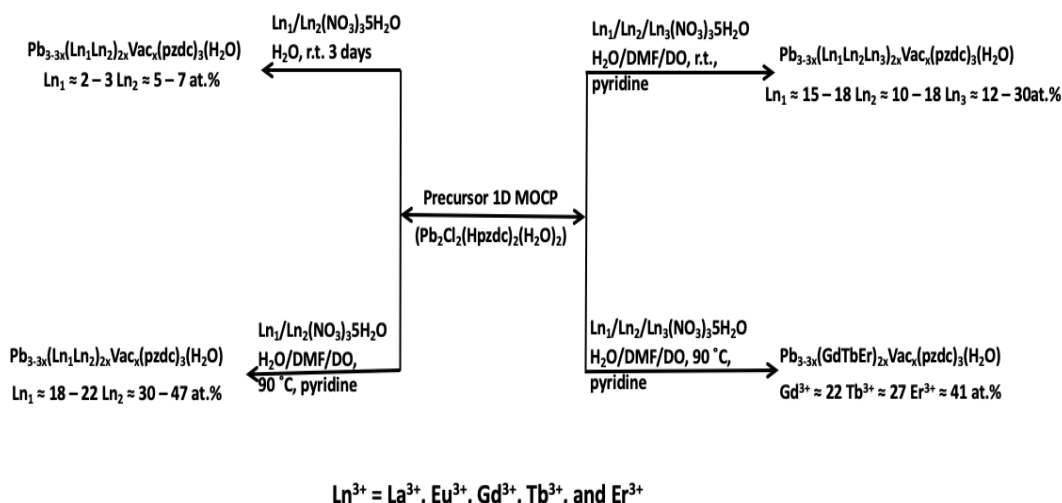 Ln₁/Ln₂(NO₃)₃5H₂O
H₂O, r.t. 3 days
Pb₃₋₃ₓ(Ln₁Ln₂)₂ₓVacₓ(pzdc)₃(H₂O)
Ln₁ ≈ 2 – 3 Ln₂ ≈ 5 – 7 at.%
Ln₁/Ln₂/Ln₃(NO₃)₃5H₂O
H₂O/DMF/DO, r.t.,
pyridine
Pb₃₋₃ₓ(Ln₁Ln₂Ln₃)₂ₓVacₓ(pzdc)₃(H₂O)
Ln₁ ≈ 15 – 18 Ln₂ ≈ 10 – 18 Ln₃ ≈ 12 – 30at.%
Precursor 1D MOCP
(Pb₂Cl₂(Hpzdc)₂(H₂O)₂)
Ln₁/Ln₂(NO₃)₃5H₂O
H₂O/DMF/DO,
90 ˚C, pyridine
Pb₃₋₃ₓ(Ln₁Ln₂)₂ₓVacₓ(pzdc)₃(H₂O)
Ln₁ ≈ 18 – 22 Ln₂ ≈ 30 – 47 at.%
Ln₁/Ln₂/Ln₃(NO₃)₃5H₂O
H₂O/DMF/DO, 90 ˚C,
pyridine
Pb₃₋₃ₓ(GdTbEr)₂ₓVacₓ(pzdc)₃(H₂O)
Gd³⁺ ≈ 22 Tb³⁺ ≈ 27 Er³⁺ ≈ 41 at.%
Ln³⁺ = La³⁺, Eu³⁺, Gd³⁺, Tb³⁺, and Er³⁺